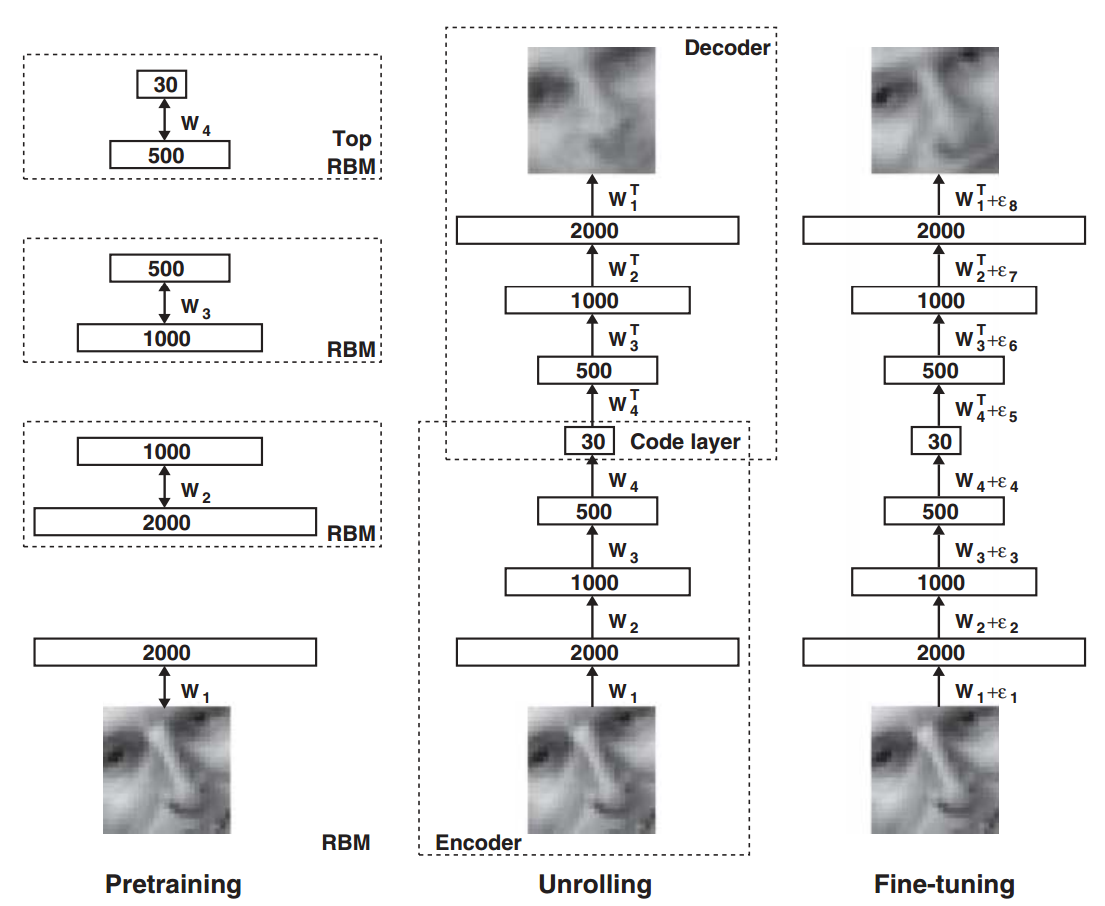 30
W4
500
Top
RBM
500
W3
1000
RBM
1000
W2
2000
RBM
2000
W1
RBM
Pretraining
Decoder
W1T
2000
W2T
1000
W3T
500
W4T
30 Code layer
W4
500
W3
1000
W2
2000
W1
Encoder
Unrolling
W1T+ε8
2000
W2T+ε7
1000
W3T+ε6
500
W4T+ε5
30
W4+ε4
500
W3+ε3
1000
W2+ε2
2000
W1+ε1
Fine-tuning